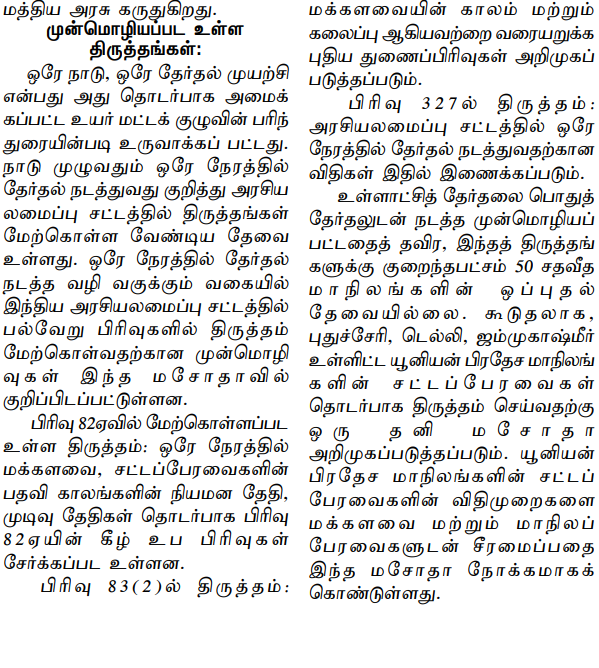 மத்திய அரசு கருதுகிறது.
முன்மொழியப்பட உள்ள
திருத்தங்கள்:
ஒரே நாடு, ஒரே தேர்தல் முயற்சி
என்பது அது தொடர்பாக அமைக்
கப்பட்ட உயர் மட்டக் குழுவின் பரிந்
துரையின்படி உருவாக்கப் பட்டது.
நாடு முழுவதும் ஒரே நேரத்தில்
தேர்தல் நடத்துவது குறித்து அரசிய
லமைப்பு சட்டத்தில் திருத்தங்கள்
மேற்கொள்ள வேண்டிய தேவை
உள்ளது. ஒரே நேரத்தில் தேர்தல்
நடத்த வழி வகுக்கும் வகையில்
இந்திய அரசியலமைப்பு சட்டத்தில்
பல்வேறு பிரிவுகளில் திருத்தம்
மேற்கொள்வதற்கான முன்மொழி
வுகள் இந்த மசோதாவில்
குறிப்பிடப்பட்டுள்ளன.
பிரிவு 82ஏவில் மேற்கொள்ளப்பட
உள்ள திருத்தம்: ஒரே நேரத்தில்
மக்களவை, சட்டப்பேரவைகளின்
பதவி காலங்களின் நியமன தேதி,
முடிவு தேதிகள் தொடர்பாக பிரிவு
82ஏயின் கீழ் உப பிரிவுகள்
சேர்க்கப்பட உள்ளன.
பிரிவு 83(2)ல் திருத்தம்:
மக்களவையின் காலம் மற்றும்
கலைப்பு ஆகியவற்றை வரையறுக்க
புதிய துணைப்பிரிவுகள் அறிமுகப்
படுத்தப்படும்.
பிரிவு 327ல் திருத்தம்:
அரசியலமைப்பு சட்டத்தில் ஒரே
நேரத்தில் தேர்தல் நடத்துவதற்கான
விதிகள் இதில் இணைக்கப்படும்.
உள்ளாட்சித் தேர்தலை பொதுத்
தேர்தலுடன் நடத்த முன்மொழியப்
பட்டதைத் தவிர, இந்தத் திருத்தங்
களுக்கு குறைந்தபட்சம் 50 சதவீத
மாநிலங்களின் ஒப்புதல்
தேவையில்லை. கூடுதலாக,
புதுச்சேரி, டெல்லி, ஜம்முகாஷ்மீர்
உள்ளிட்ட யூனியன் பிரதேச மாநிலங்
களின் சட்டப்பேரவைகள்
தொடர்பாக திருத்தம் செய்வதற்கு
ஒரு தனி மசோதா
அறிமுகப்படுத்தப்படும். யூனியன்
பிரதேச மாநிலங்களின் சட்டப்
பேரவைகளின் விதிமுறைகளை
மக்களவை மற்றும் மாநிலப்
பேரவைகளுடன் சீரமைப்பதை
இந்த மசோதா நோக்கமாகக்
கொண்டுள்ளது.